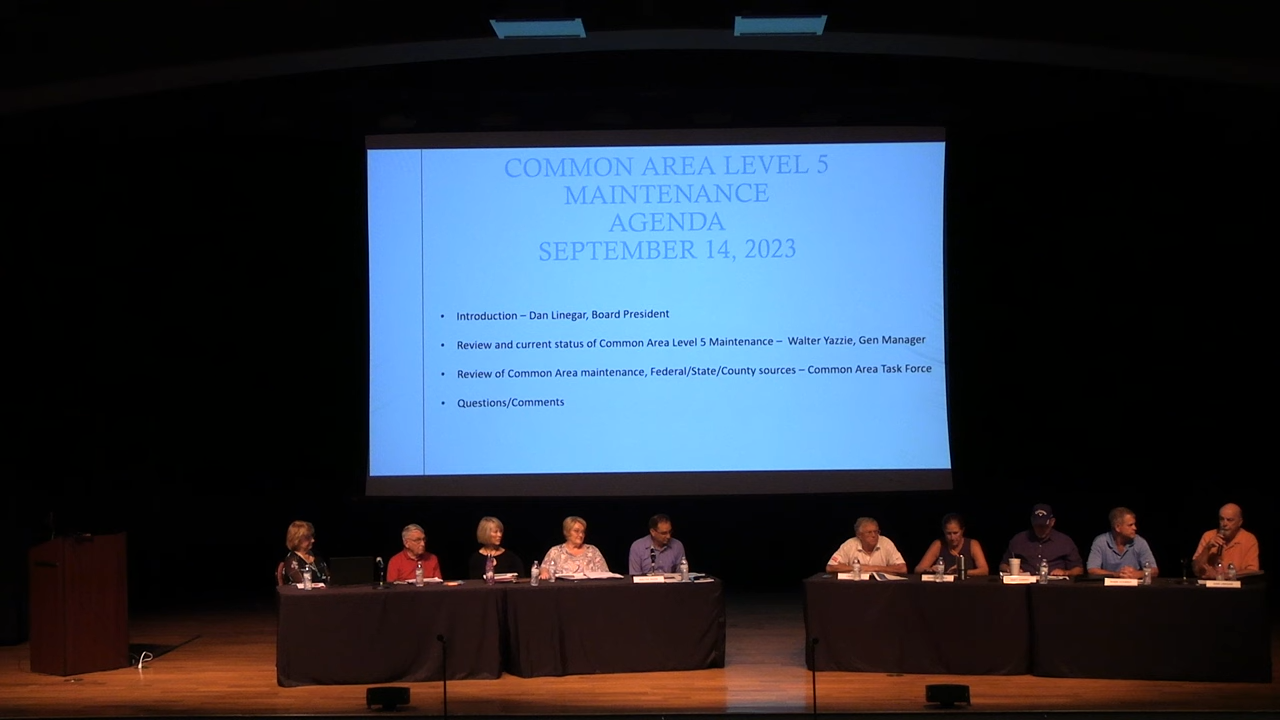 COMMON AREA LEVEL 5
MAINTENANCE
AGENDA
SEPTEMBER 14, 2023
• Introduction – Dan Linegar, Board President
• Review and current status of Common Area Level 5 Maintenance – Walter Yazzie, Gen Manager
• Review of Common Area maintenance, Federal/State/County sources – Common Area Task Force
• Questions/Comments